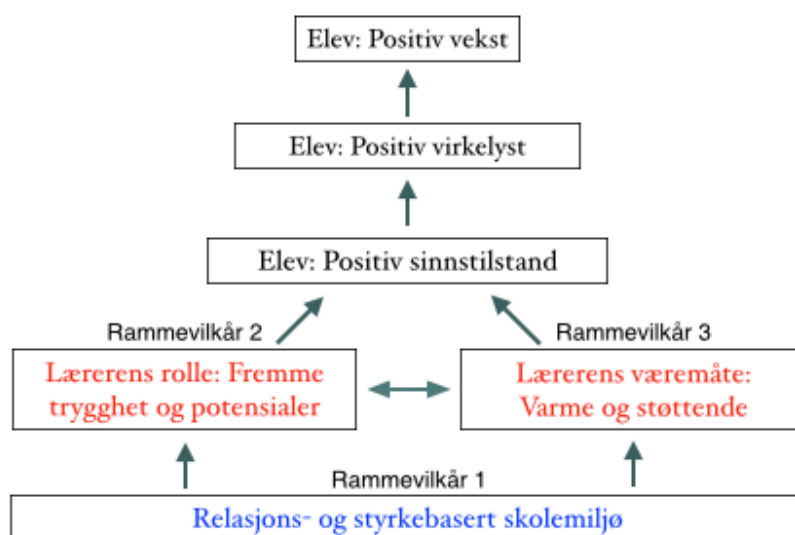 Elev: Positiv vekst
Elev: Positiv virkelyst
Elev: Positiv sinnstilstand
Rammevilkår 2
Rammevilkår 3
Lærerens rolle: Fremme
trygghet og potensialer
Lærerens væremåte:
Varme og støttende
Rammevilkår 1
Relasjons- og styrkebasert skolemiljø